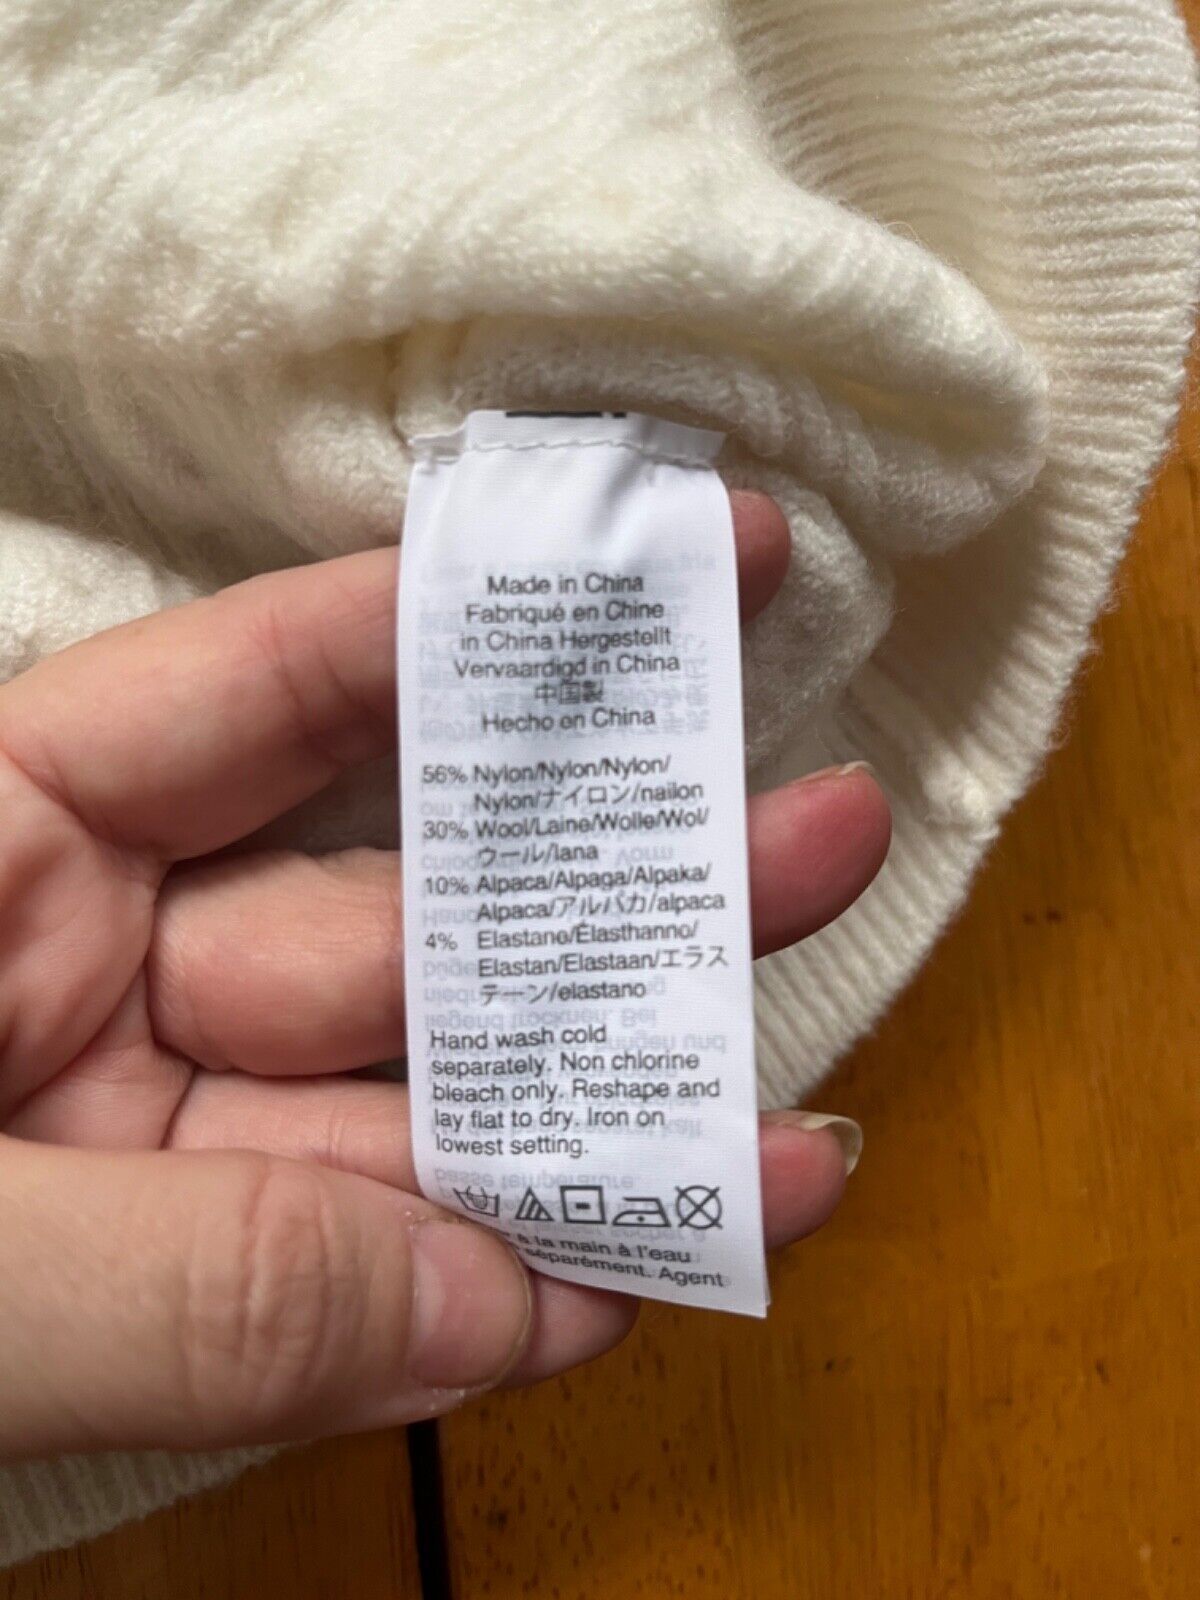 Made in China
Fabriqué en Chine
in China Hergestellt
Vervaardigd in China
中国製
Hecho en China
56% Nylon/Nylon/Nylon/
Nylon/ナイロン/nailon
30% Wool/Laine/Wolle/Wol/
ウール/lana
10% Alpaca/Alpaga/Alpaka/
Alpaca/アルパカ/alpaca
4% Elastane/Élasthanne/
Elastan/Elastaan/エラス
テーン/elastano
Hand wash cold
separately. Non chlorine
bleach only. Reshape and
lay flat to dry. Iron on
lowest setting.
à la main à l'eau
séparément. Agent